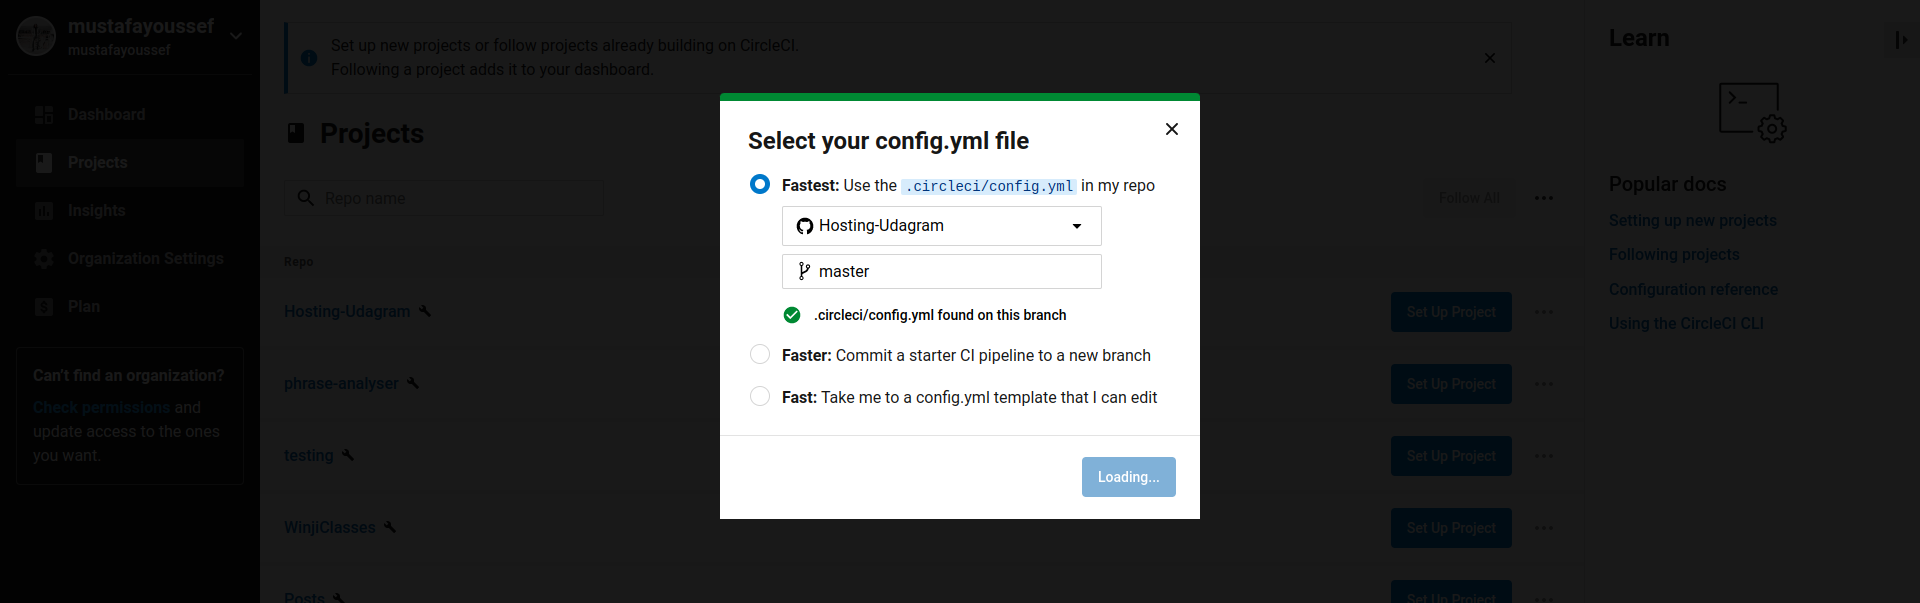 mustafayoussef
mustafayoussef
Dashboard
Projects
Insights
Organization Settings
Plan
Can't find an organization?
Check permissions and
update access to the ones
you want.
Set up new projects or follow projects already building on CircleCI.
Following a project adds it to your dashboard.
Projects
Repo name
Follow All
Repo
Hosting-Udagram
Set Up Project
phrase-analyser
Set Up Project
testing
Set Up Project
WinjiClasses
Set Up Project
Posts
Set Up Project
Select your config.yml file
Fastest: Use the .circleci/config.yml in my repo
Hosting-Udagram
master
.circleci/config.yml found on this branch
Faster: Commit a starter CI pipeline to a new branch
Fast: Take me to a config.yml template that I can edit
Loading...
Learn
Popular docs
Setting up new projects
Following projects
Configuration reference
Using the CircleCI CLI